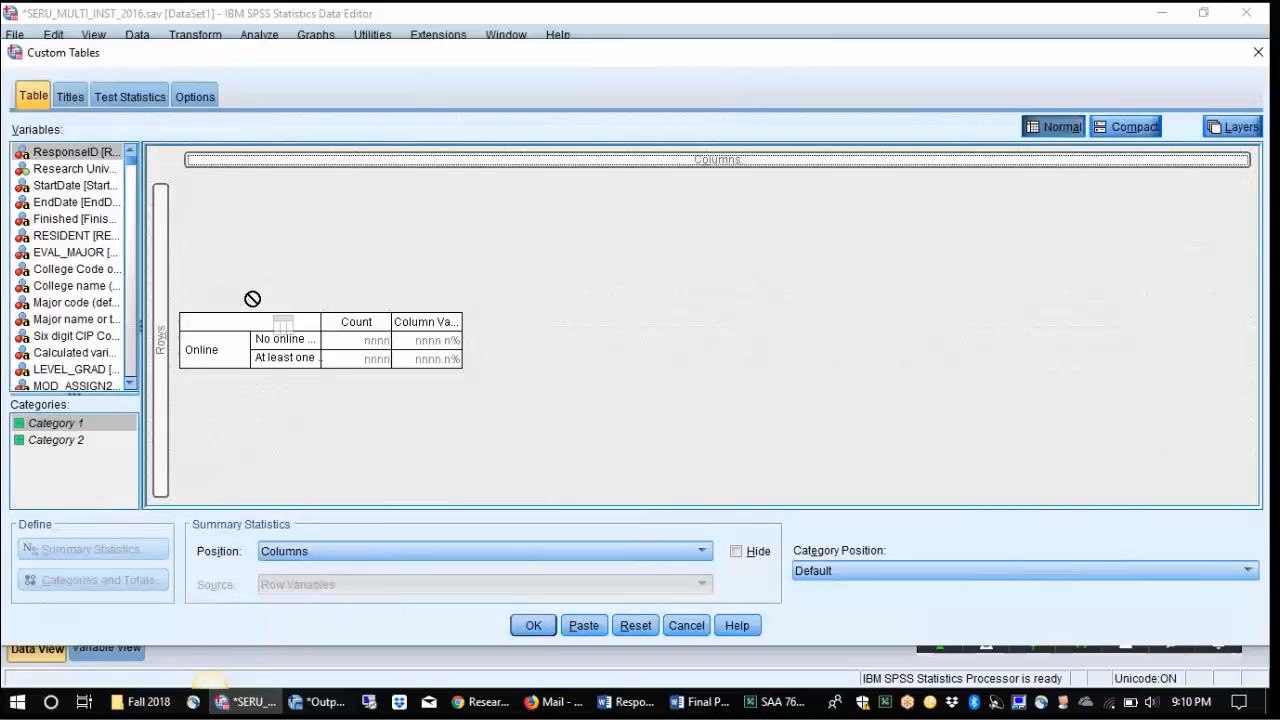 *SERU_MULTI_INST_2016.sav [DataSet1] - IBM SPSS Statistics Data Editor
File Edit View Data Transform Analyze Graphs Utilities Extensions Window Help
Custom Tables
Table Titles Test Statistics Options
Variables:
Normal Compact Layers
ResponseID [R...
Research Univ...
StartDate [Start...
EndDate [EndD...
Finished [Finis...
RESIDENT [RE...
EVAL_MAJOR [...
College Code o...
College name (...
Major code (def...
Major name or t...
Six digit CIP Co...
Calculated vari...
LEVEL_GRAD [...
MOD_ASSIGN2...
Columns
Rows
Count Column Va...
Online
No online ... nnnn nnnn.n%
At least one . nnnn nnnn.n%
Categories:
Category 1
Category 2
Define
Summary Statistics...
Categories and Totals...
Summary Statistics
Position: Columns Hide
Source: Row Variables
Category Position:
Default
OK Paste Reset Cancel Help
Data View Variable View
IBM SPSS Statistics Processor is ready Unicode:ON
Fall 2018 *SERU_... *Outp... Resear... Mail - ... Respo... Final P... SAA 76... 9:10 PM